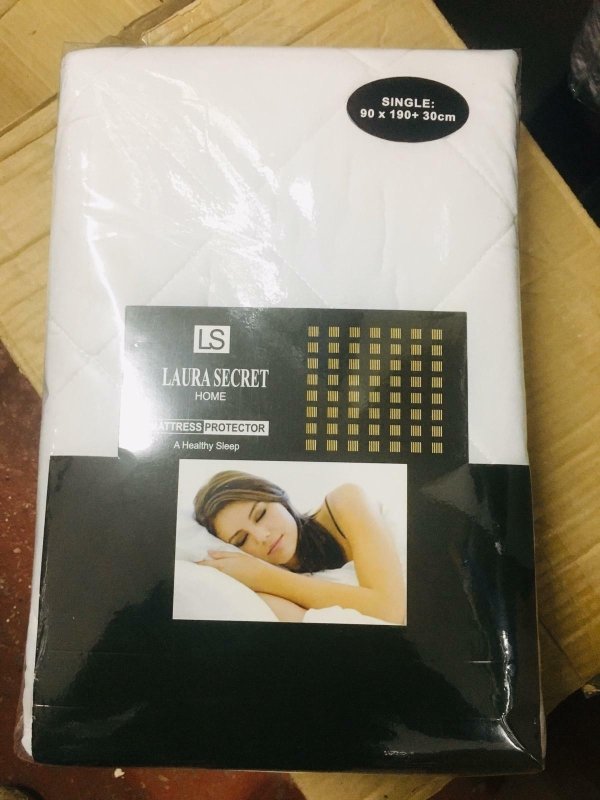 SINGLE:
90 x 190+ 30cm
LS
LAURA SECRET
HOME
MATTRESS PROTECTOR
A Healthy Sleep